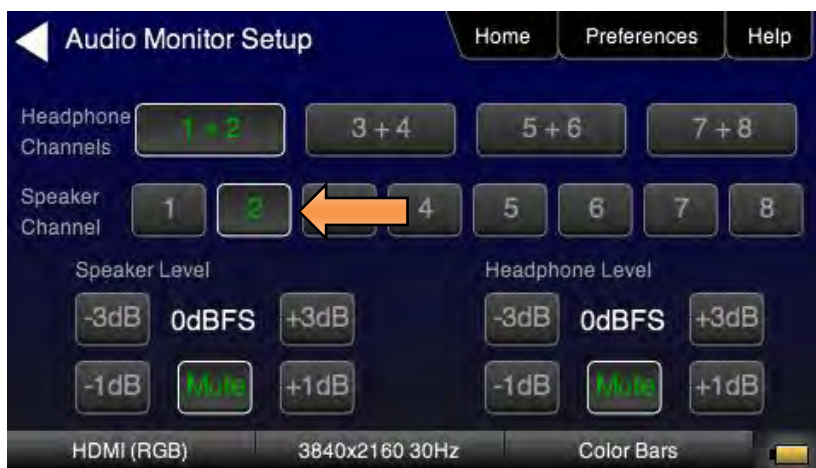 Audio Monitor Setup Home Preferences Help
Headphone Channels 1 + 2 3 + 4 5 + 6 7 + 8
Speaker Channel 1 2 4 5 6 7 8
Speaker Level Headphone Level
-3dB 0dBFS +3dB -3dB 0dBFS +3dB
-1dB Mute +1dB -1dB Mute +1dB
HDMI (RGB) 3840x2160 30Hz Color Bars